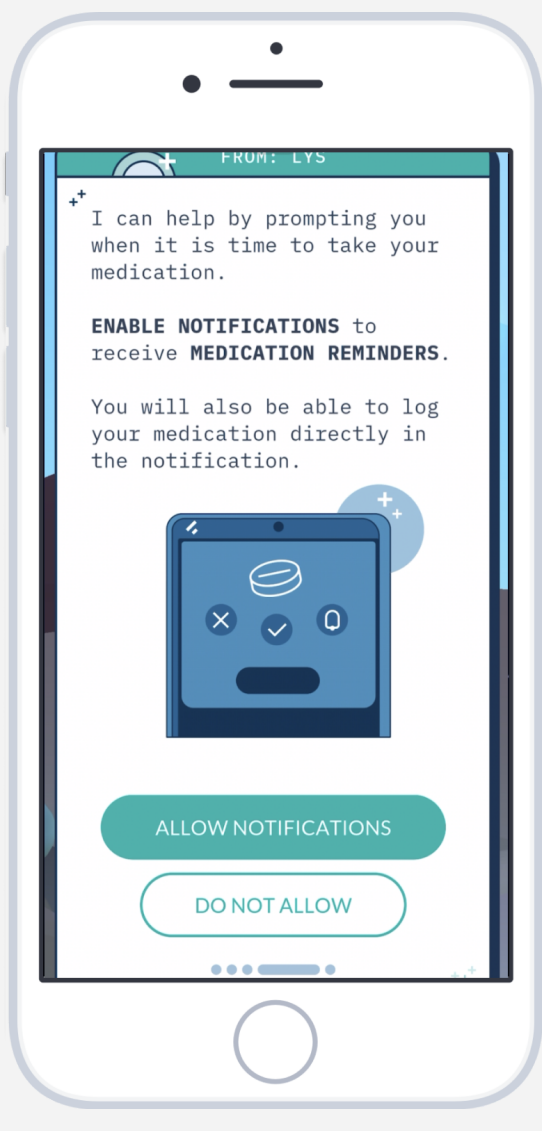 FROM: LYS
I can help by prompting you
when it is time to take your
medication.
ENABLE NOTIFICATIONS to
receive MEDICATION REMINDERS.
You will also be able to log
your medication directly in
the notification.
ALLOW NOTIFICATIONS
DO NOT ALLOW